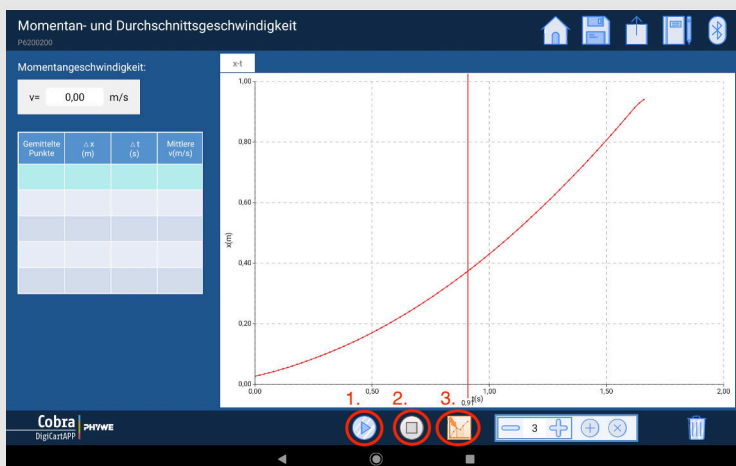 Momentan- und Durchschnittsgeschwindigkeit
P6200200
Momentangeschwindigkeit:
v= 0,00 m/s
Gemittelte Punkte △ x (m) △ t (s) Mittlere v(m/s)
x-t
1,00
0,80
0,60
0,40
0,20
0,00
x(m)
0,00 0,50 1,00 1,50 2,00
0,91
t(s)
1. 2. 3.
3
Cobra PHYWE
DigiCartAPP